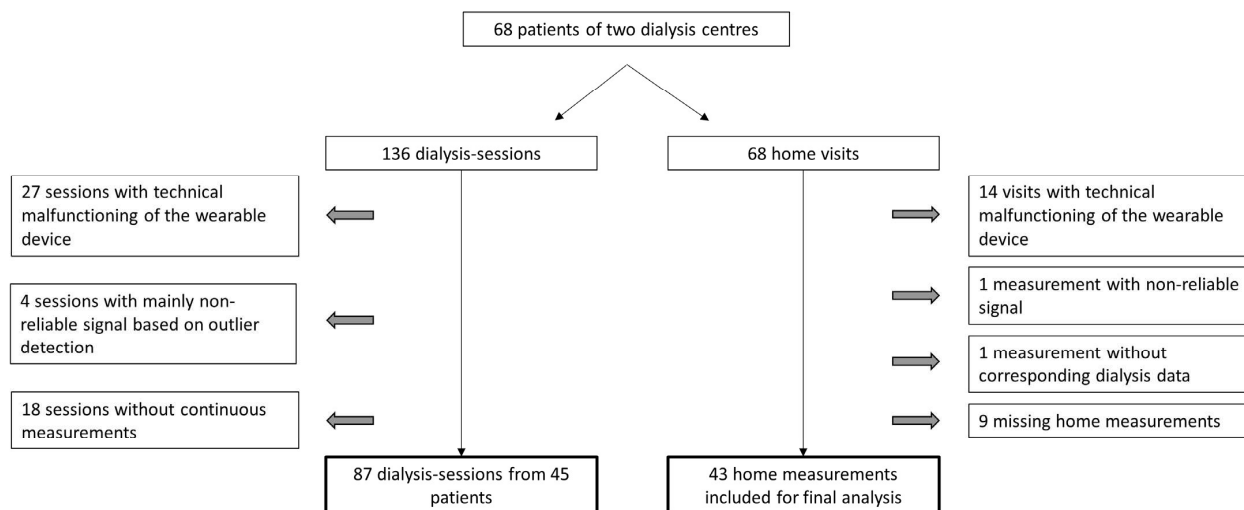 68 patients of two dialysis centres
136 dialysis-sessions
68 home visits
27 sessions with technical
malfunctioning of the wearable
device
14 visits with technical
malfunctioning of the wearable
device
4 sessions with mainly non-
reliable signal based on outlier
detection
1 measurement with non-reliable
signal
1 measurement without
corresponding dialysis data
18 sessions without continuous
measurements
9 missing home measurements
87 dialysis-sessions from 45
patients
43 home measurements
included for final analysis